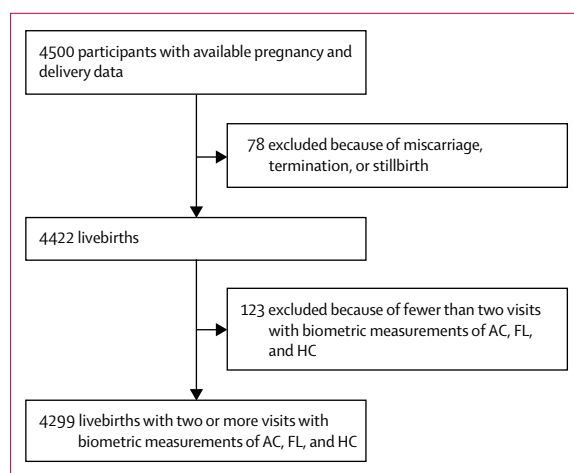 4500 participants with available pregnancy and
delivery data
78 excluded because of miscarriage,
termination, or stillbirth
4422 livebirths
123 excluded because of fewer than two visits
with biometric measurements of AC, FL,
and HC
4299 livebirths with two or more visits with
biometric measurements of AC, FL, and HC